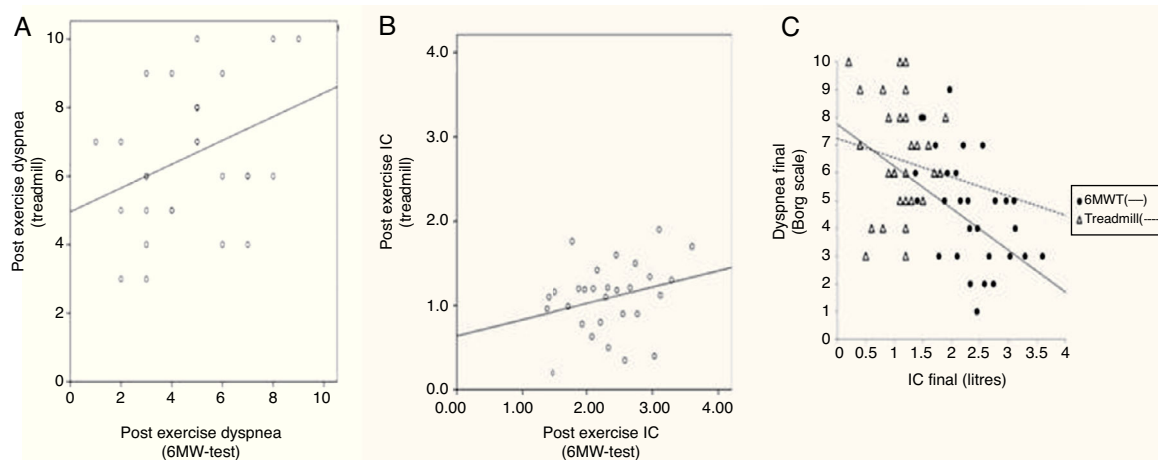 A
Post exercise dyspnea
(treadmill)
10
8
6
4
2
0
0 2 4 6 8 10
Post exercise dyspnea
(6MW-test)
B
Post exercise IC
(treadmill)
4.0
3.0
2.0
1.0
0.0
0.00 1.00 2.00 3.00 4.00
Post exercise IC
(6MW-test)
C
Dyspnea final
(Borg scale)
10
9
8
7
6
5
4
3
2
1
0
0.5 1 1.5 2 2.5 3 3.5 4
IC final (litres)
6MWT(—)
Treadmill(----)